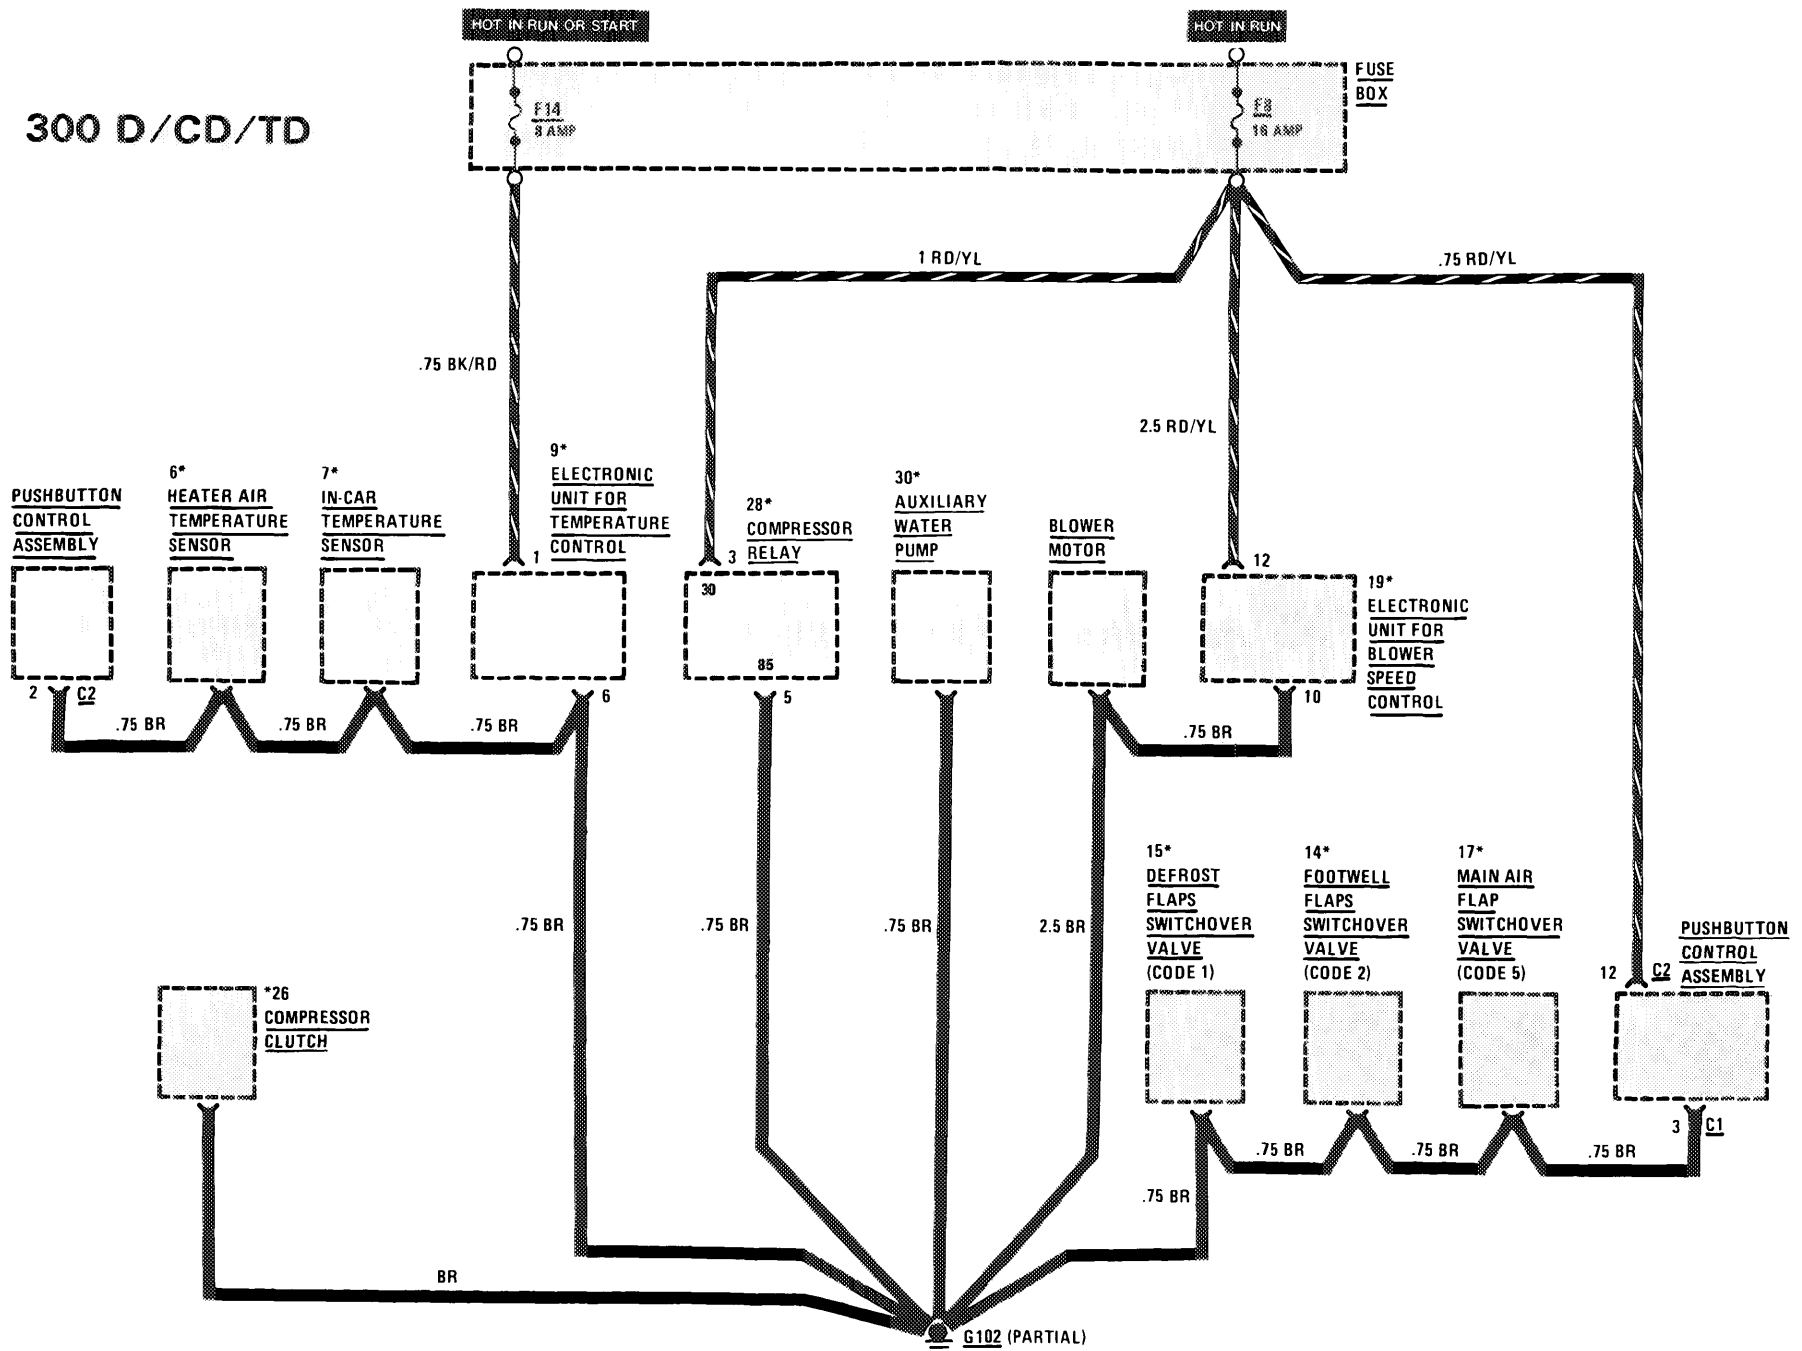 HOT IN RUN OR START
HOT IN RUN
FUSE
BOX
300 D/CD/TD
F14
8 AMP
F8
16 AMP
1 RD/YL
.75 RD/YL
.75 BK/RD
2.5 RD/YL
PUSHBUTTON
CONTROL
ASSEMBLY
6*
HEATER AIR
TEMPERATURE
SENSOR
7*
IN-CAR
TEMPERATURE
SENSOR
9*
ELECTRONIC
UNIT FOR
TEMPERATURE
CONTROL
1
28*
COMPRESSOR
RELAY
3
30
85
30*
AUXILIARY
WATER
PUMP
BLOWER
MOTOR
12
19*
ELECTRONIC
UNIT FOR
BLOWER
SPEED
CONTROL
2 C2
6
5
10
.75 BR
.75 BR
.75 BR
.75 BR
.75 BR
.75 BR
.75 BR
2.5 BR
15*
DEFROST
FLAPS
SWITCHOVER
VALVE
(CODE 1)
14*
FOOTWELL
FLAPS
SWITCHOVER
VALVE
(CODE 2)
17*
MAIN AIR
FLAP
SWITCHOVER
VALVE
(CODE 5)
12 C2
PUSHBUTTON
CONTROL
ASSEMBLY
*26
COMPRESSOR
CLUTCH
3 C1
.75 BR
.75 BR
.75 BR
.75 BR
BR
G102 (PARTIAL)